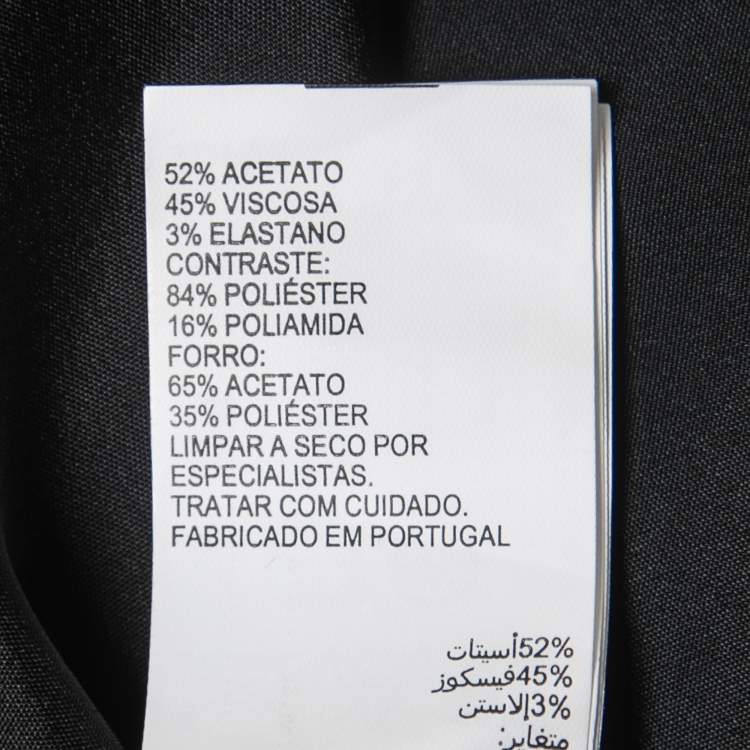 52% ACETATO
45% VISCOSA
3% ELASTANO
CONTRASTE:
84% POLIÉSTER
16% POLIAMIDA
FORRO:
65% ACETATO
35% POLIÉSTER
LIMPAR A SECO POR
ESPECIALISTAS.
TRATAR COM CUIDADO.
FABRICADO EM PORTUGAL
52%أسيتات
45%فيسكوز
3%إلاستن
متغاير: